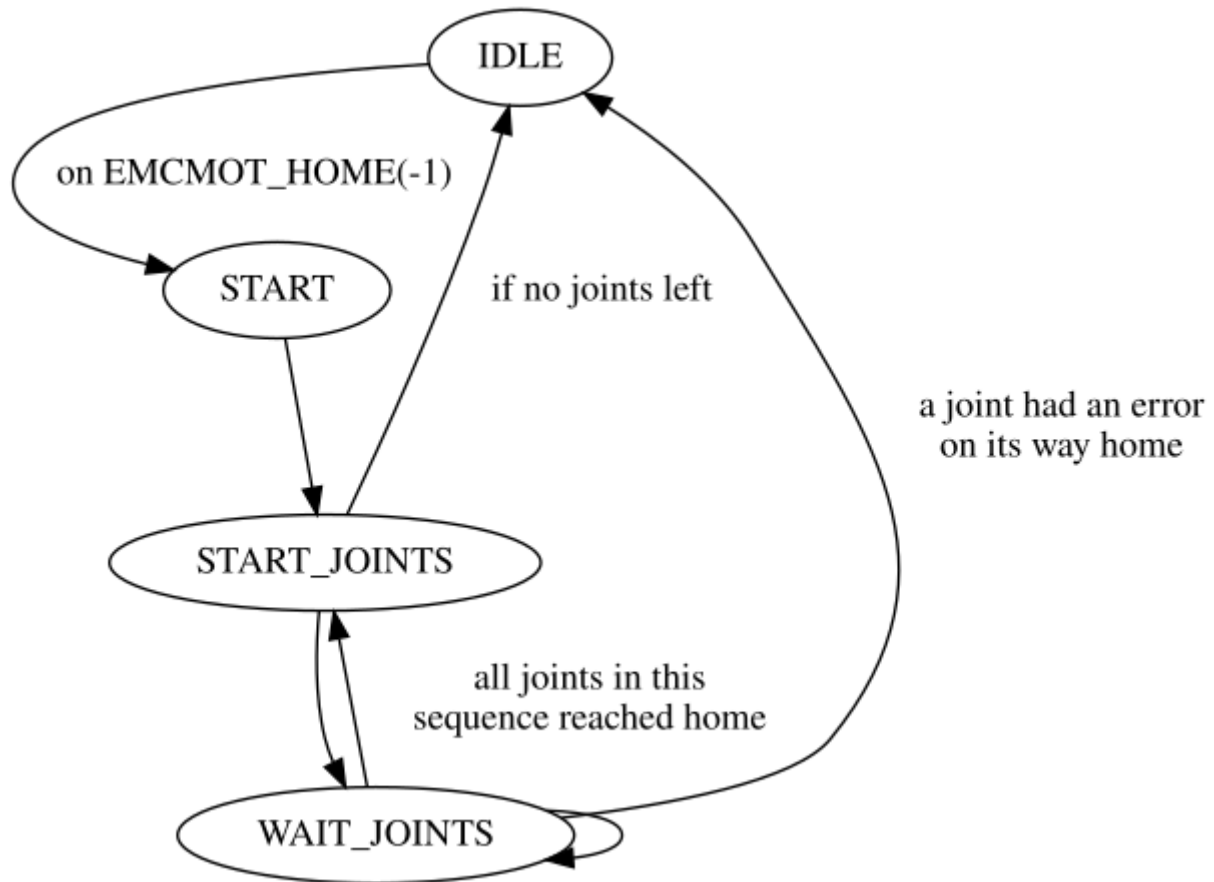 IDLE
on EMCMOT_HOME(-1)
START
if no joints left
a joint had an error
on its way home
START_JOINTS
all joints in this
sequence reached home
WAIT_JOINTS